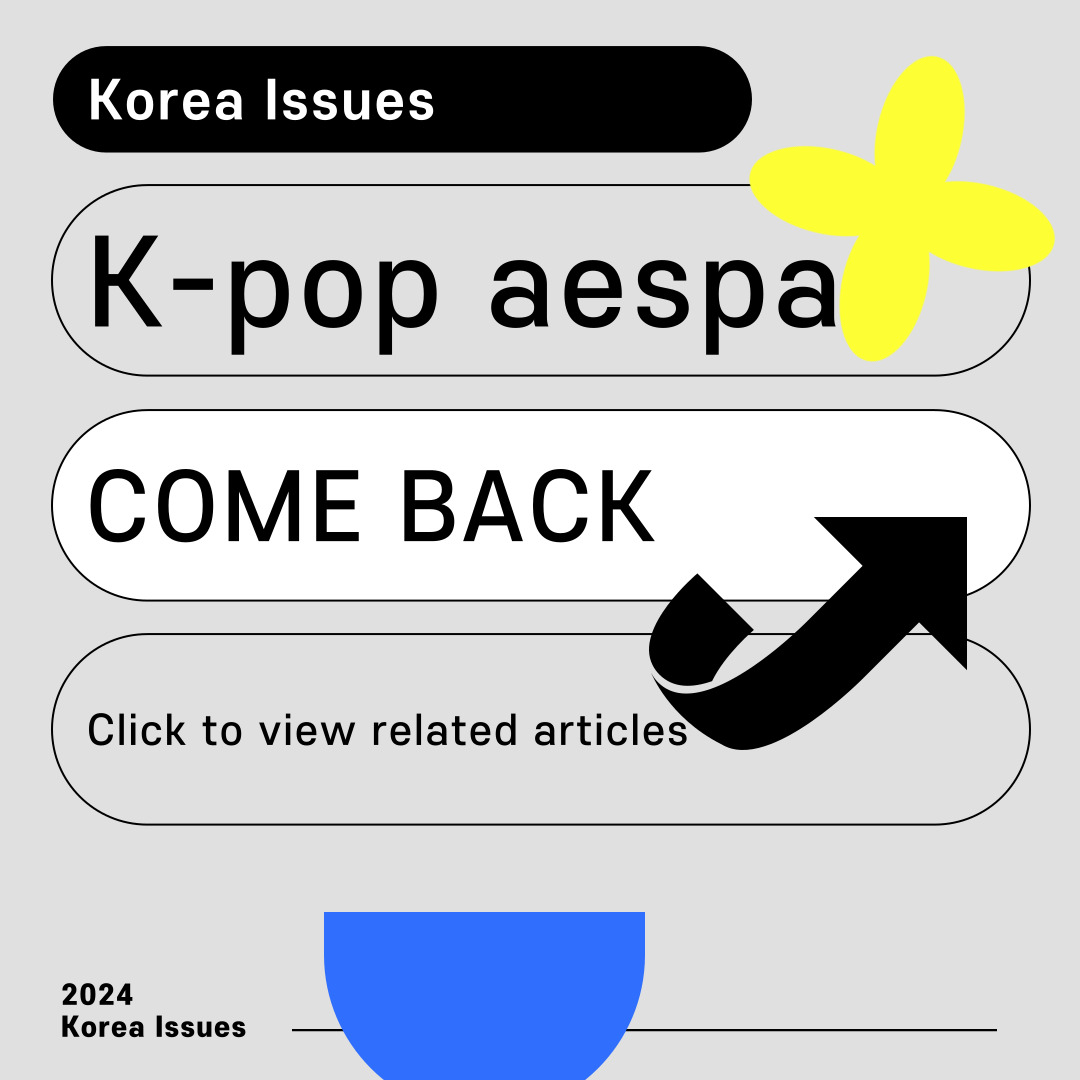 Korea Issues
K-pop aespa
COME BACK
Click to view related articles
2024
Korea Issues